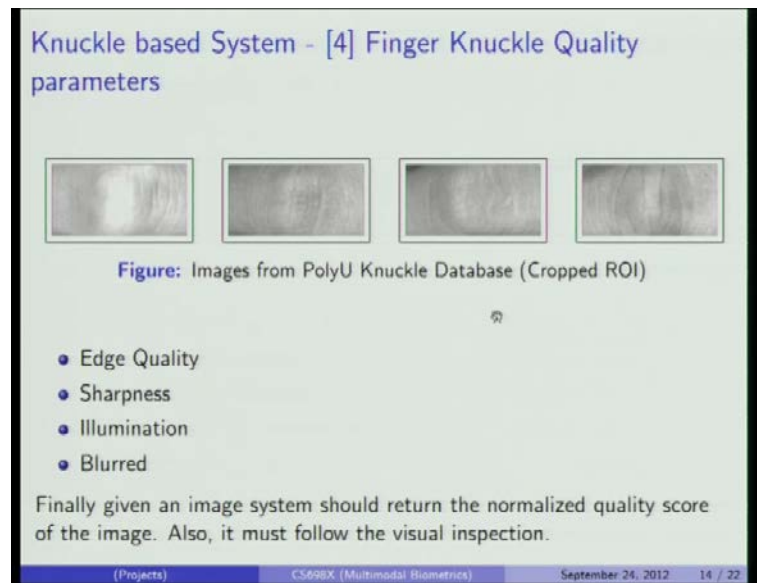 Knuckle based System - [4] Finger Knuckle Quality
parameters
Figure: Images from PolyU Knuckle Database (Cropped ROI)
Edge Quality
Sharpness
Illumination
Blurred
Finally given an image system should return the normalized quality score
of the image. Also, it must follow the visual inspection.
(Projects) CS698X (Multimodal Biometrics) September 24, 2012 14 / 22